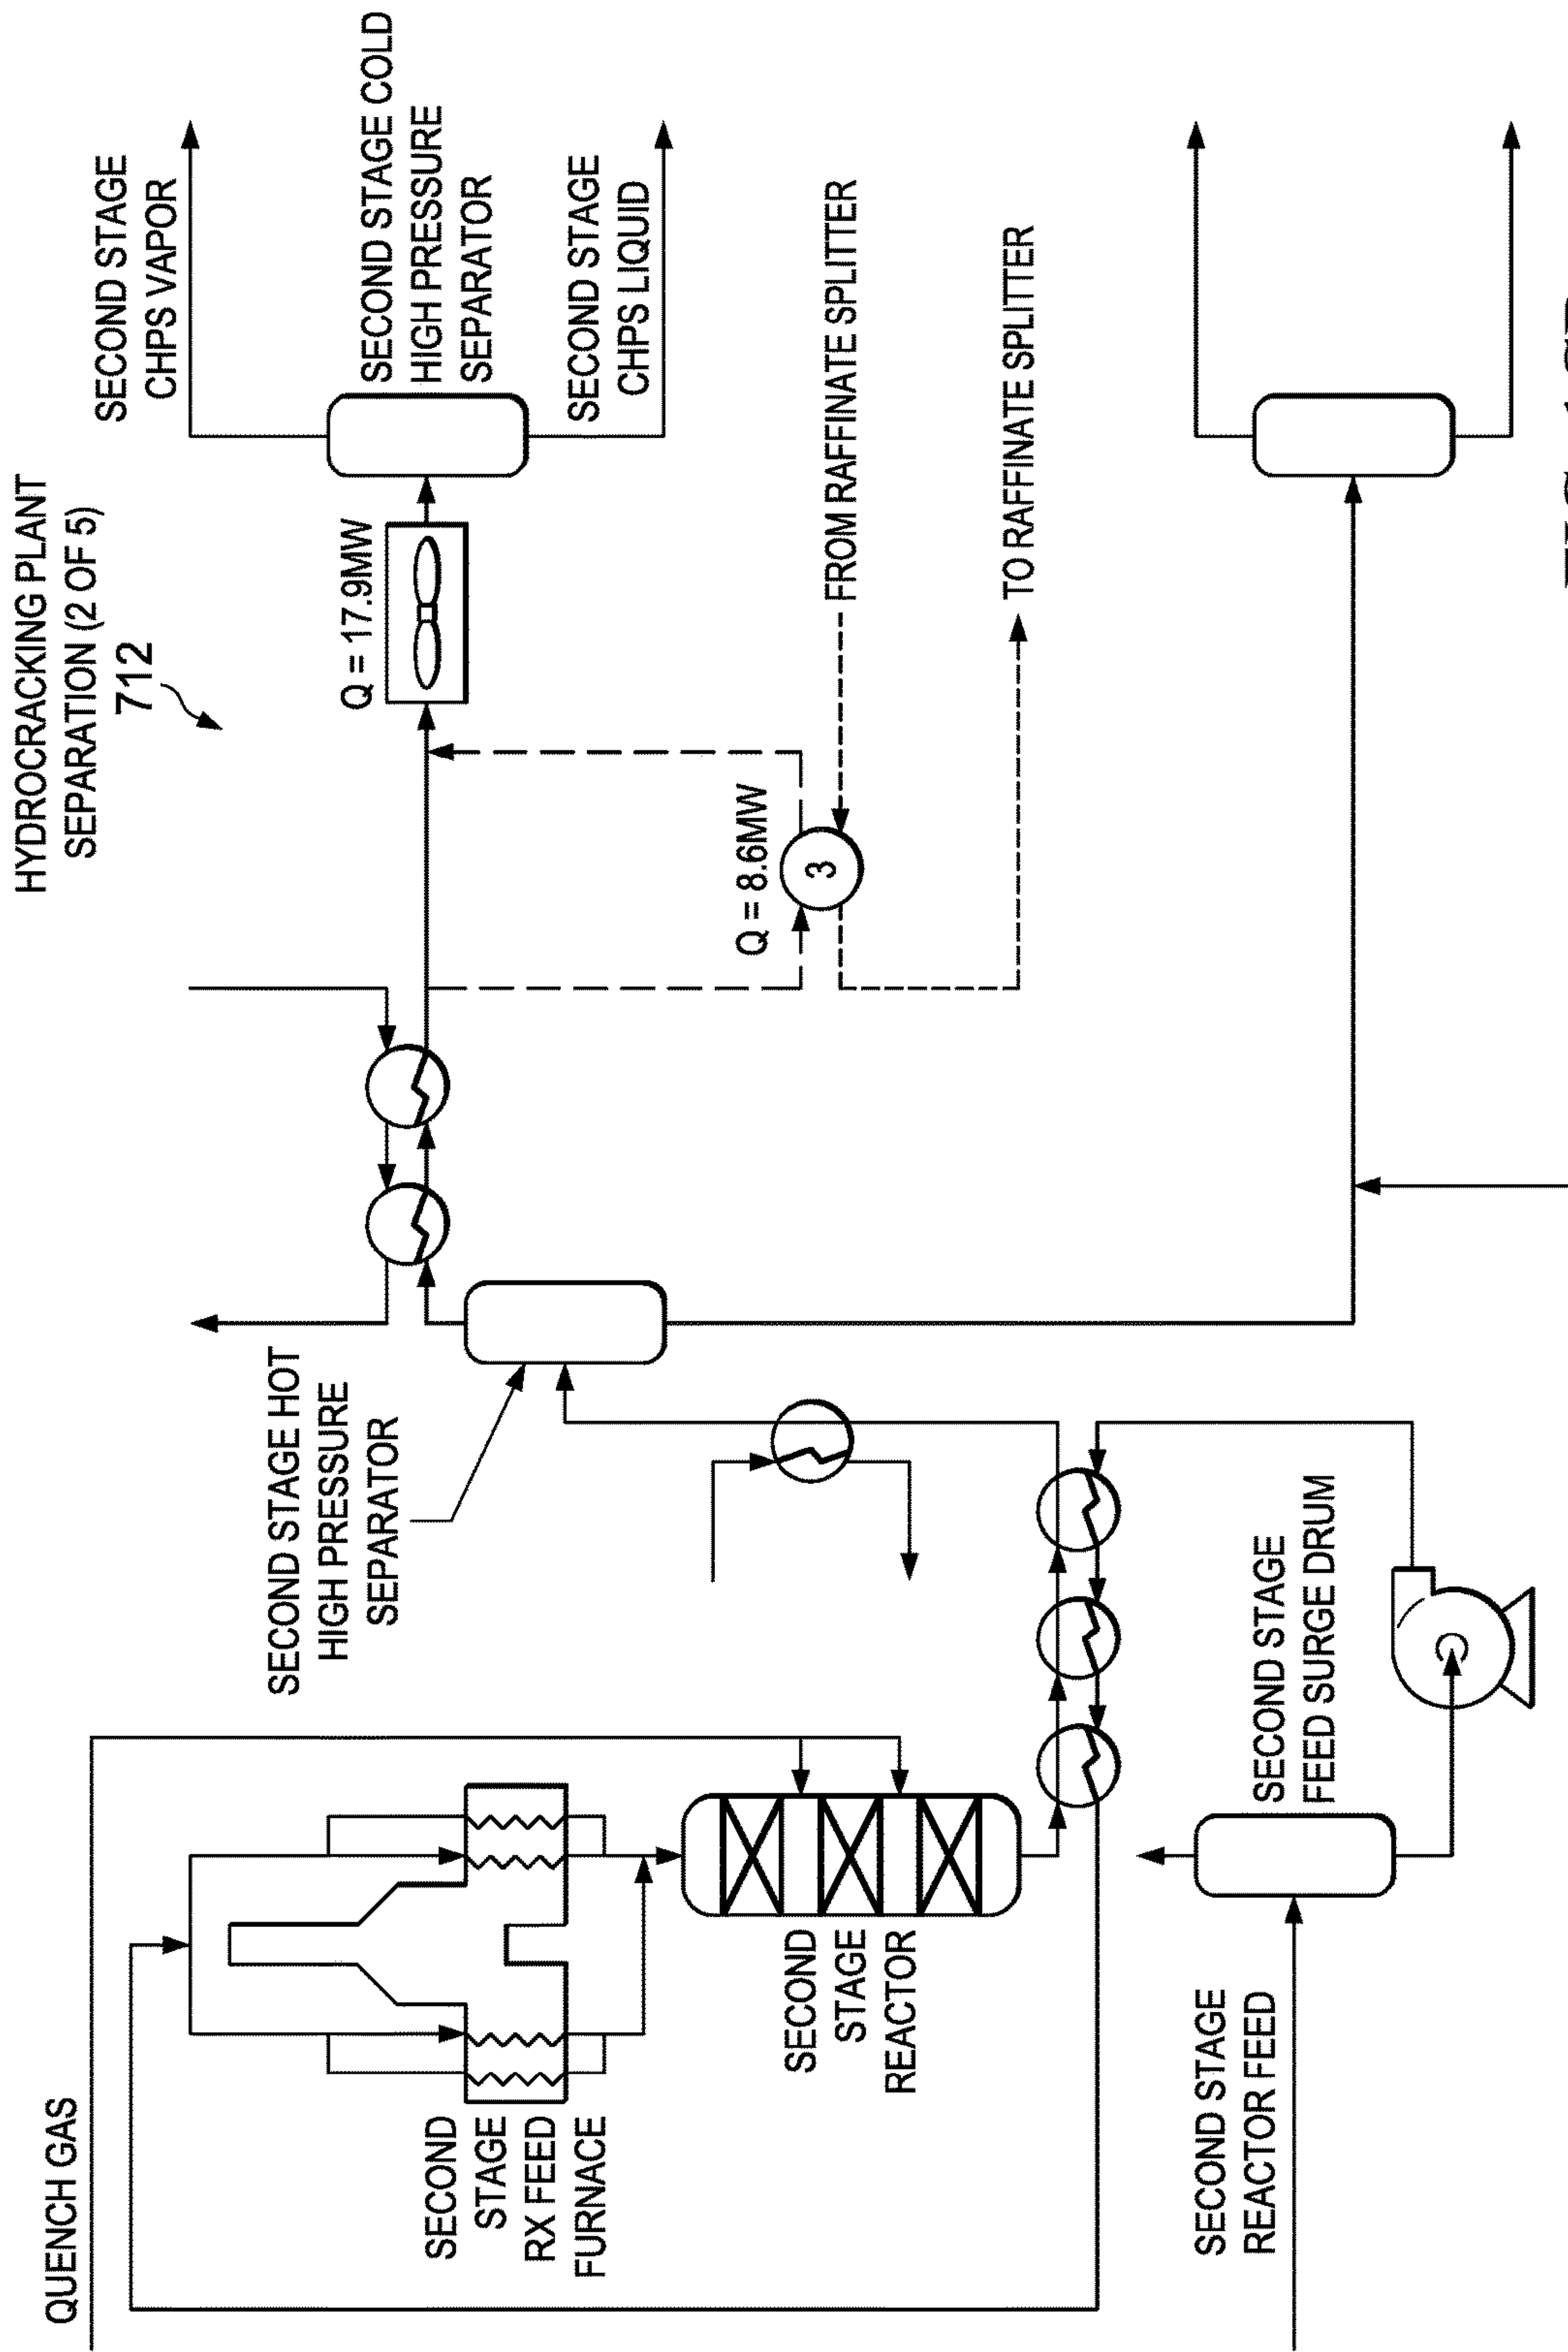 HYDROCRACKING PLANT
SEPARATION (2 OF 5)
712
QUENCH GAS
SECOND STAGE
CHPS VAPOR
SECOND STAGE HOT
HIGH PRESSURE
SEPARATOR
Q = 17.9MW
SECOND STAGE COLD
HIGH PRESSURE
SEPARATOR
SECOND
STAGE
RX FEED
FURNACE
SECOND STAGE
CHPS LIQUID
Q = 8.6MW
3
FROM RAFFINATE SPLITTER
SECOND
STAGE
REACTOR
TO RAFFINATE SPLITTER
SECOND STAGE
REACTOR FEED
SECOND STAGE
FEED SURGE DRUM